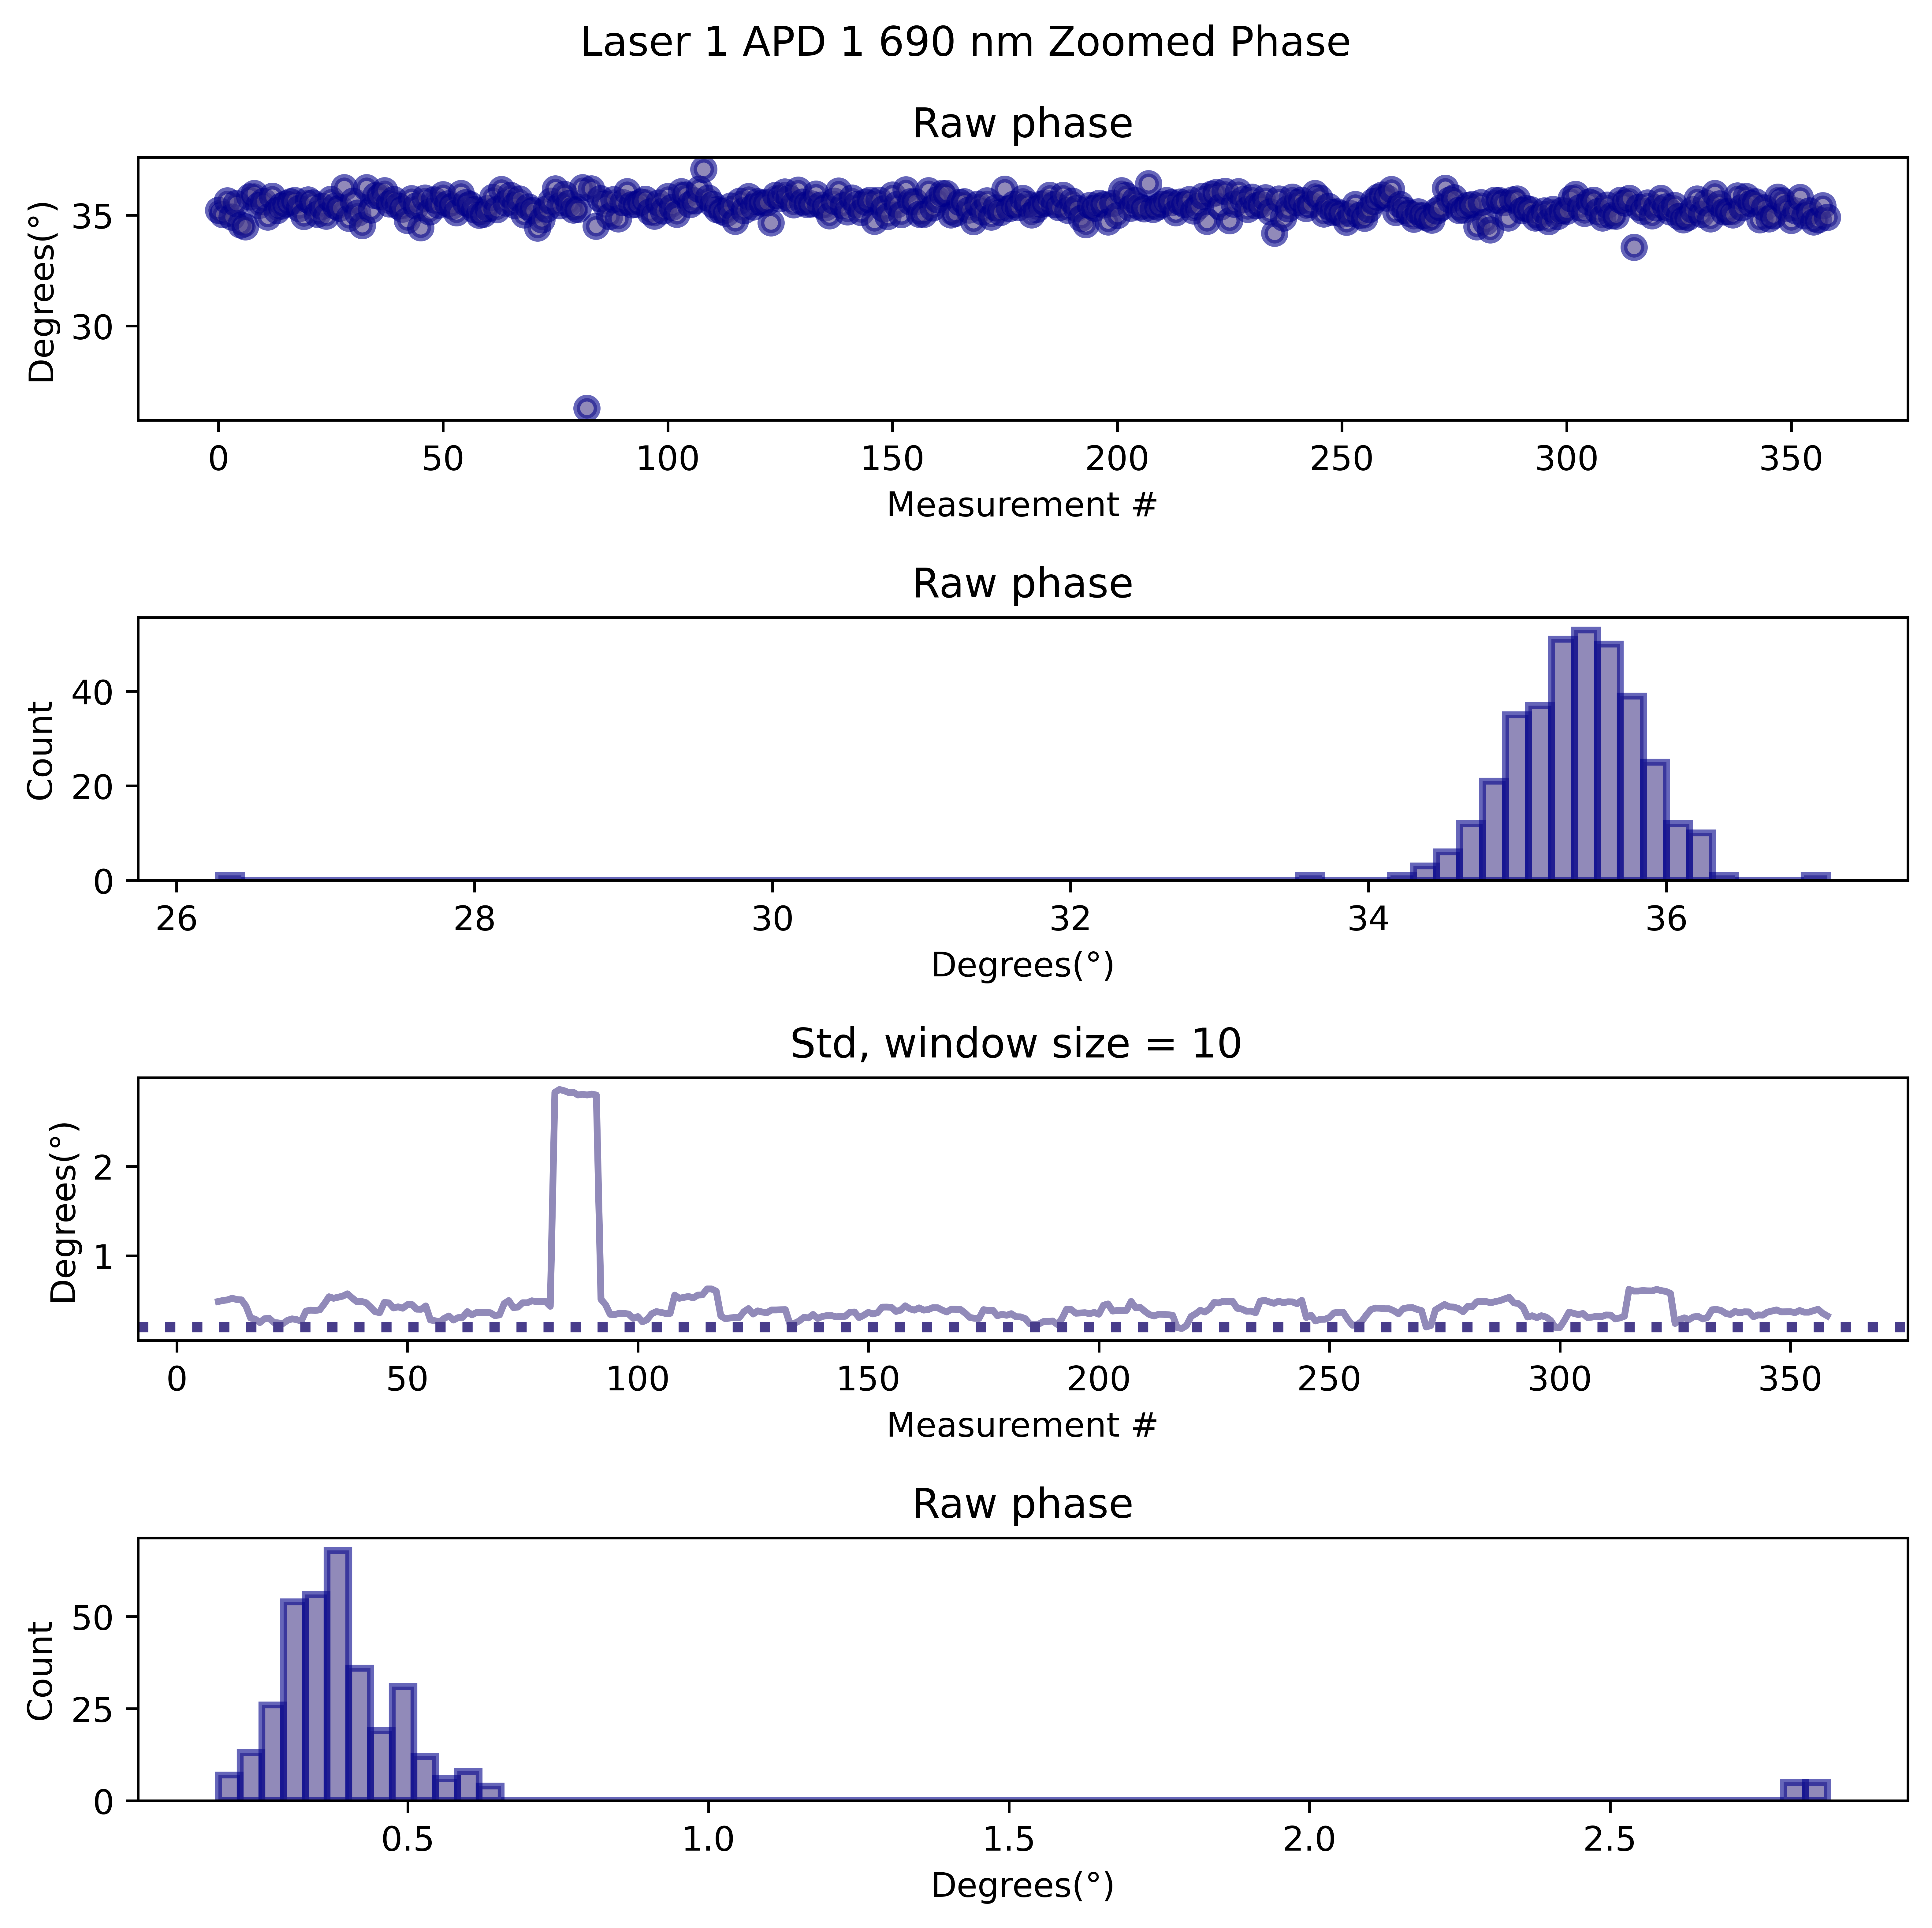 Laser 1 APD 1 690 nm Zoomed Phase
Raw phase
Degrees(°)
35
30
0 50 100 150 200 250 300 350
Measurement #
Raw phase
Count
40
20
0
26 28 30 32 34 36
Degrees(°)
Std, window size = 10
Degrees(°)
2
1
0 50 100 150 200 250 300 350
Measurement #
Raw phase
Count
50
25
0
0.5 1.0 1.5 2.0 2.5
Degrees(°)